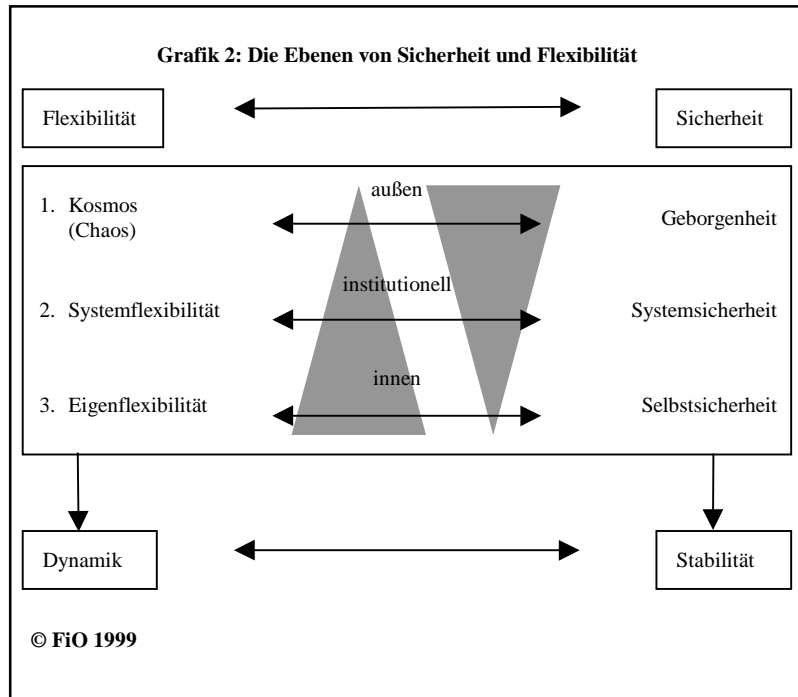 Grafik 2: Die Ebenen von Sicherheit und Flexibilität
Flexibilität
Sicherheit
außen
1. Kosmos
(Chaos)
Geborgenheit
institutionell
2. Systemflexibilität
Systemsicherheit
innen
3. Eigenflexibilität
Selbstsicherheit
Dynamik
Stabilität
© FiO 1999